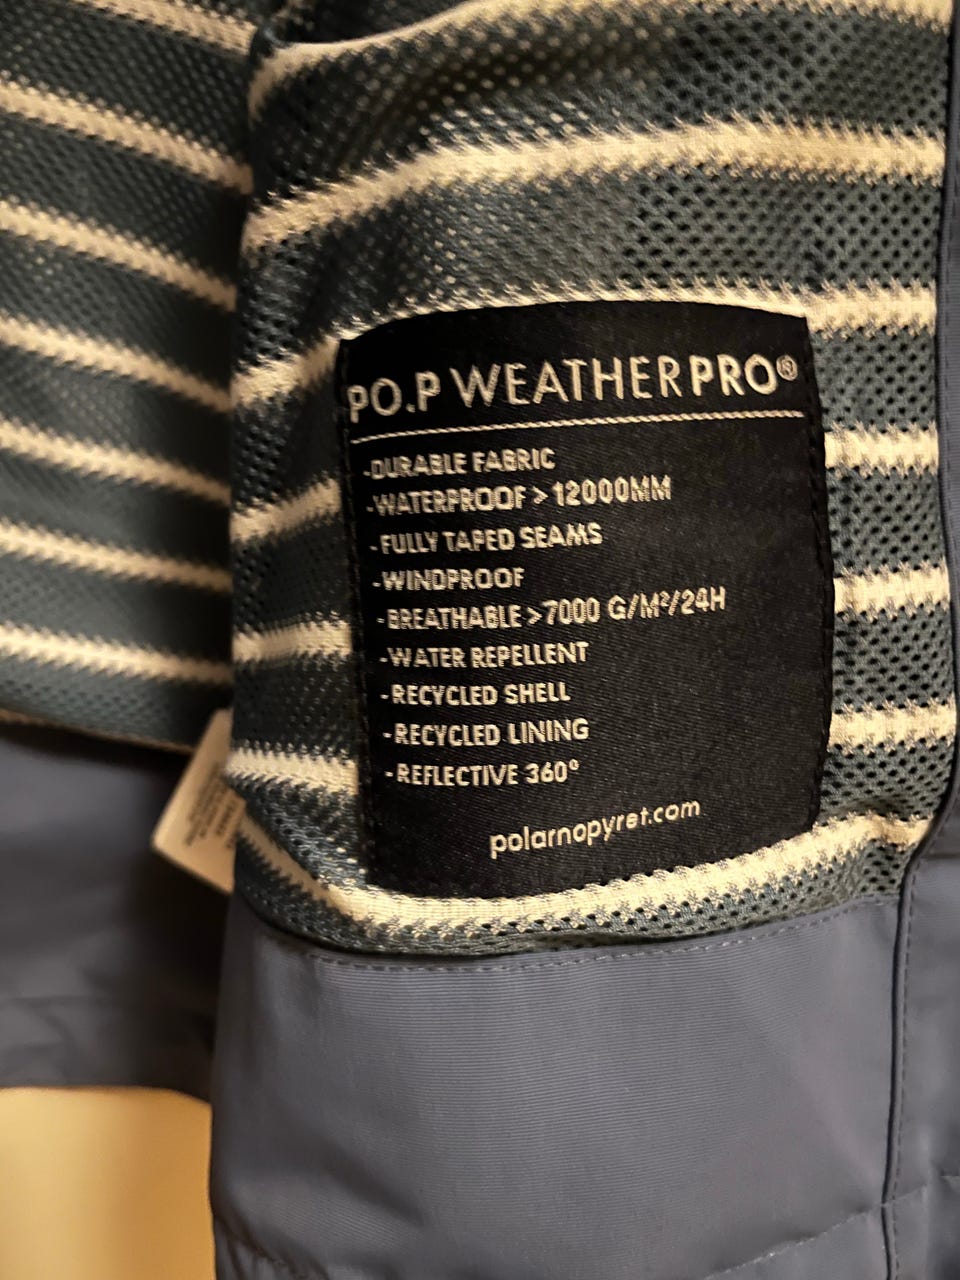 PO.P WEATHERPRO®
-DURABLE FABRIC
-WATERPROOF > 12000MM
-FULLY TAPED SEAMS
-WINDPROOF
-BREATHABLE >7000 G/M²/24H
-WATER REPELLENT
-RECYCLED SHELL
-RECYCLED LINING
-REFLECTIVE 360°
polarnopyret.com